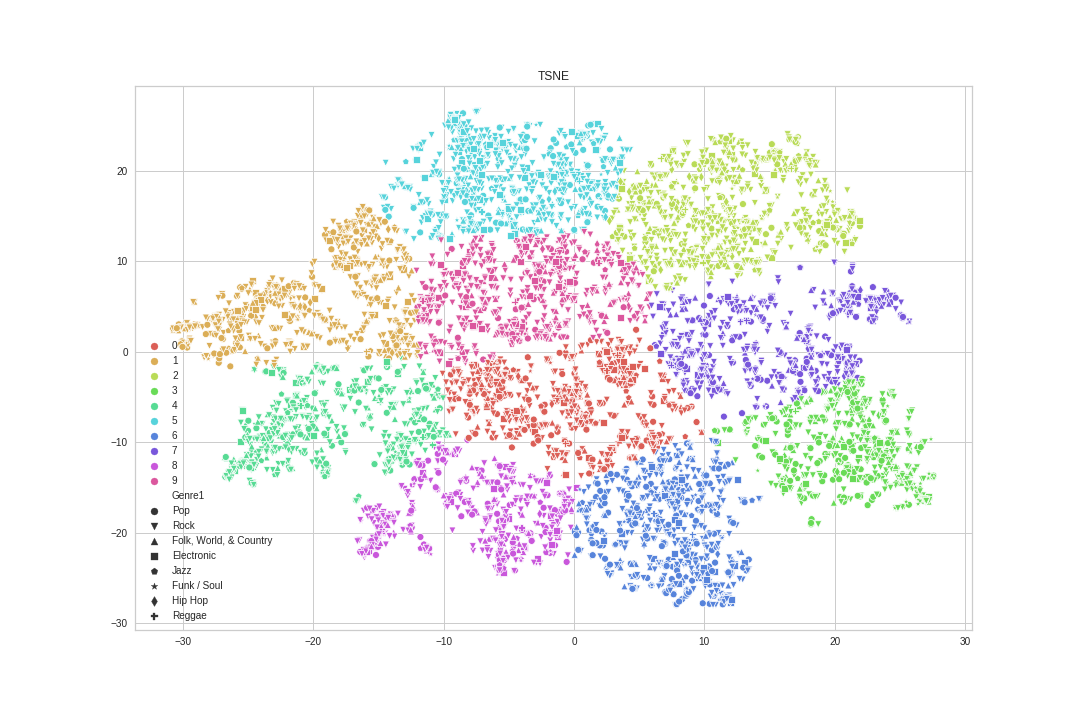 TSNE
20
10
0
−10
−20
−30
0
1
2
3
4
5
6
7
8
9
Genre1
Pop
Rock
Folk, World, & Country
Electronic
Jazz
Funk / Soul
Hip Hop
Reggae
−30 −20 −10 0 10 20 30